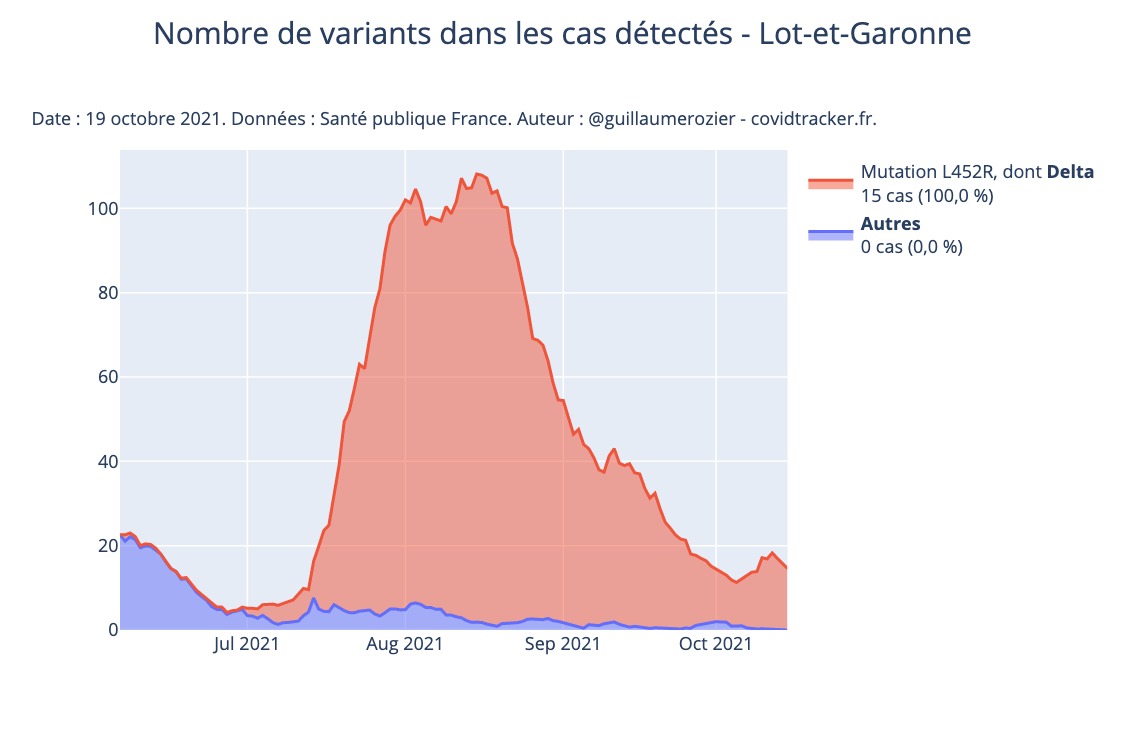 Nombre de variants dans les cas détectés - Lot-et-Garonne
Date : 19 octobre 2021. Données : Santé publique France. Auteur : @guillaumerozier - covidtracker.fr.
Mutation L452R, dont Delta
15 cas (100,0 %)
Autres
0 cas (0,0 %)
100
80
60
40
20
0
Jul 2021
Aug 2021
Sep 2021
Oct 2021